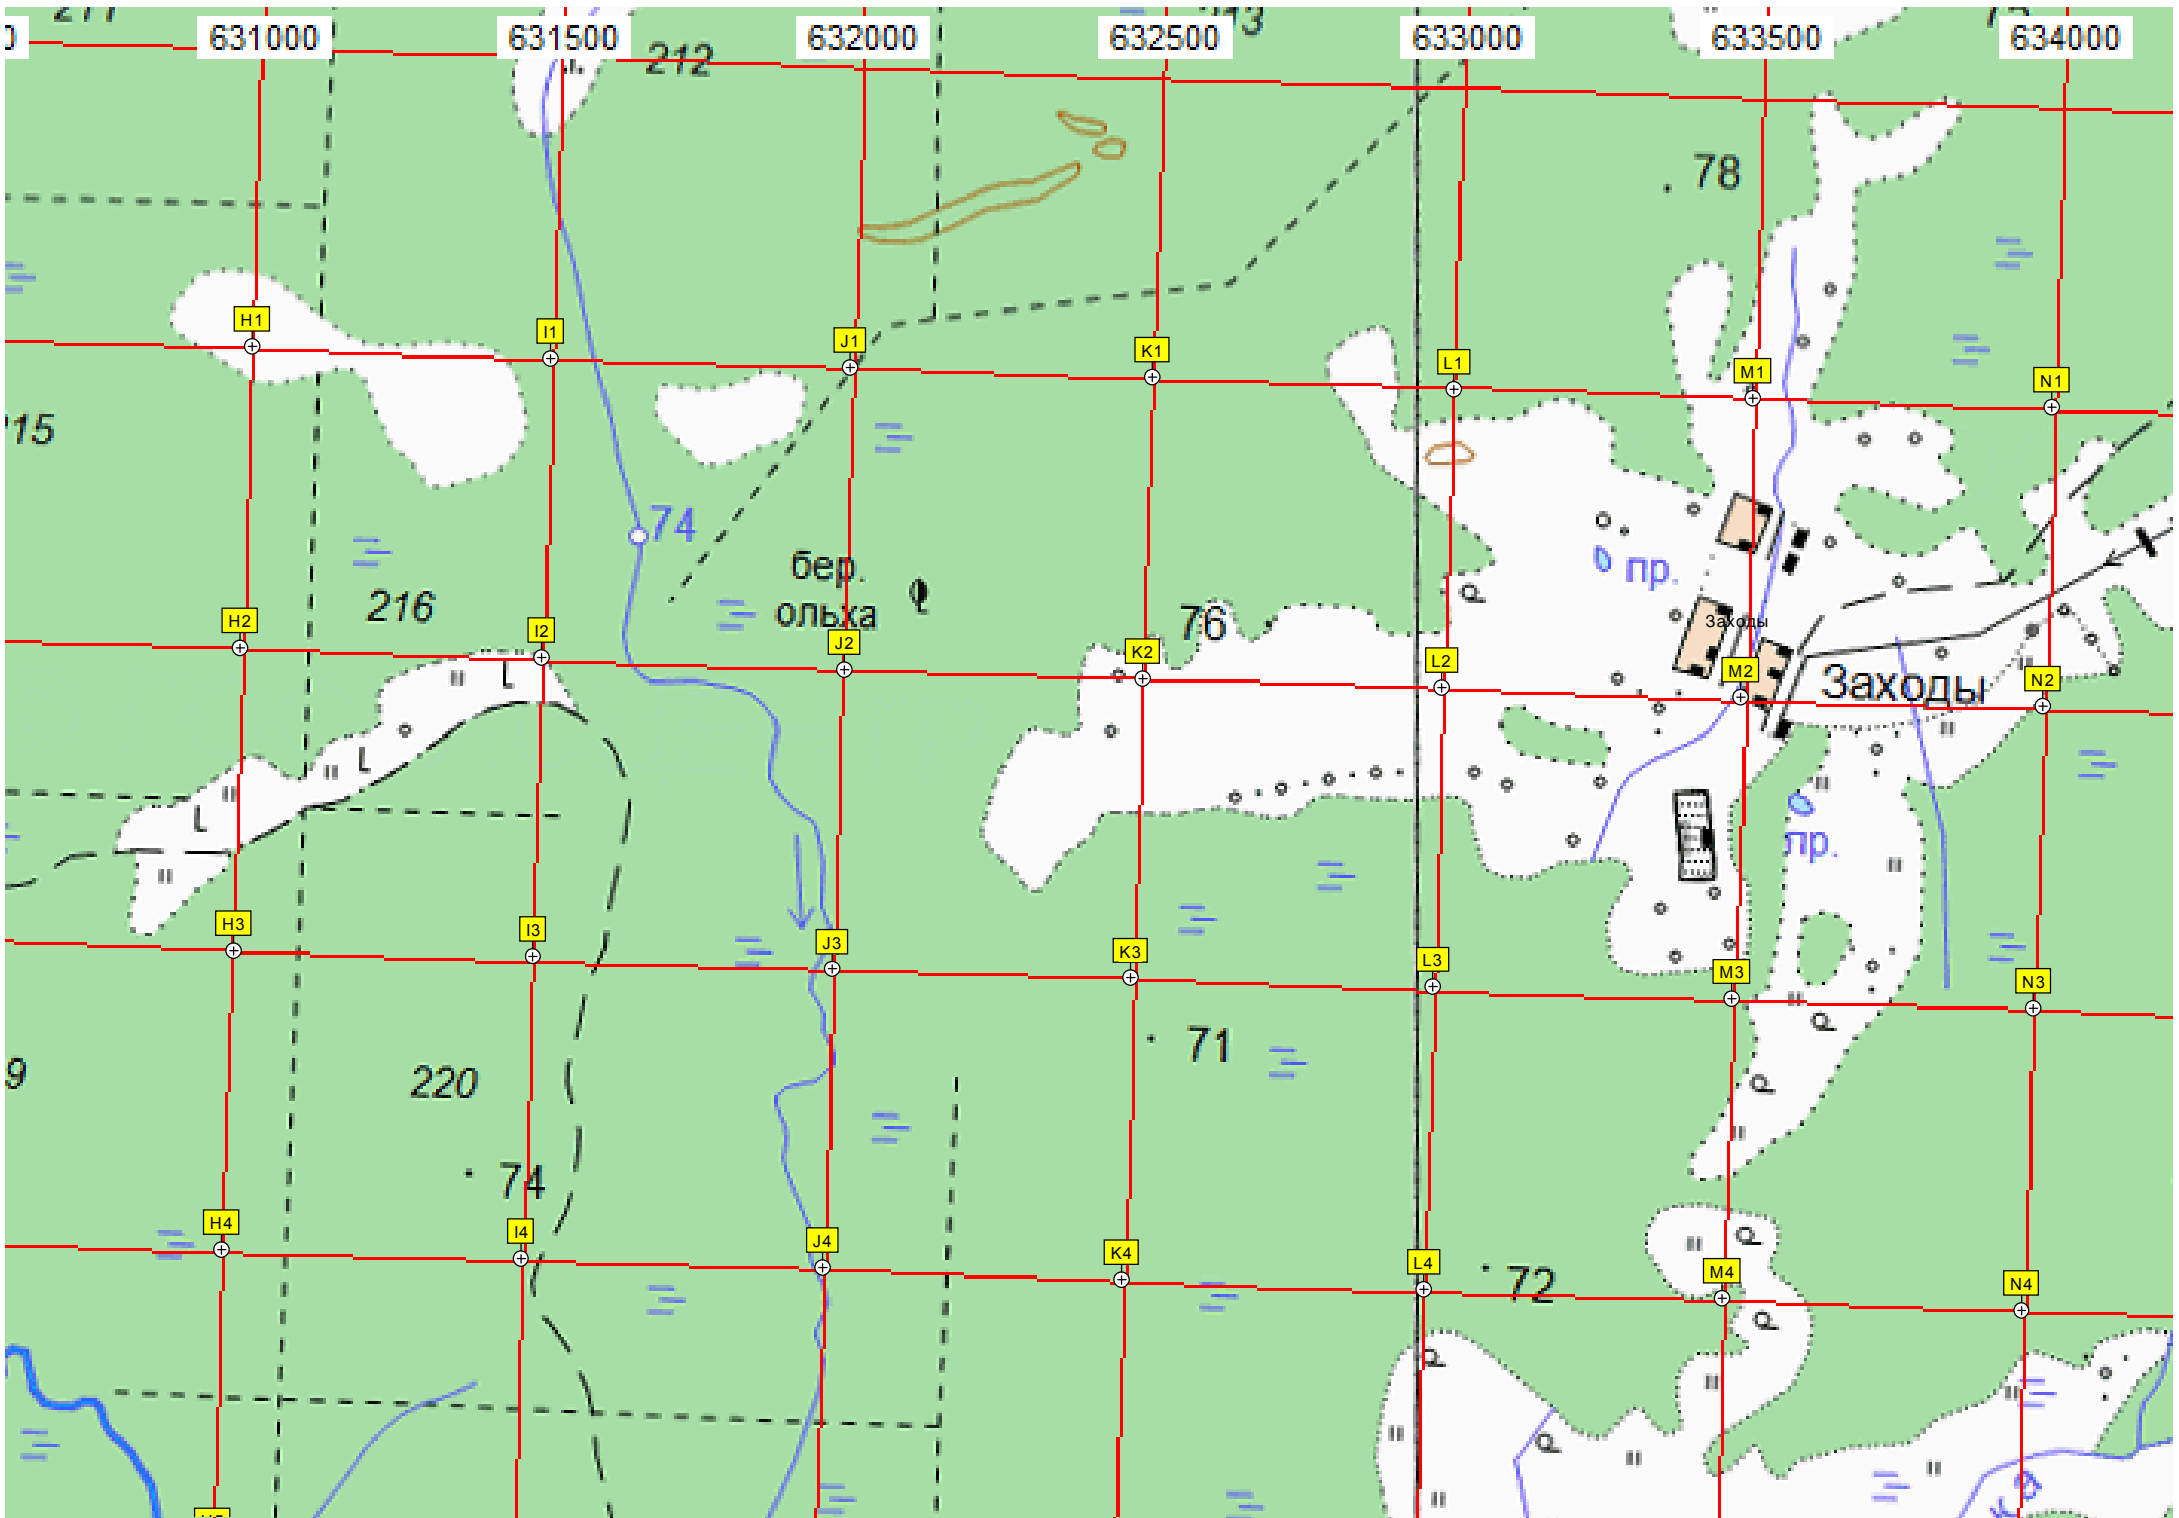 631000 631500 632000 632500 633000 633500 634000
212
78
H1 I1 J1 K1 L1 M1 N1
74
бер.
ольха
пр.
216
76
Заходы
H2 I2 J2 K2 L2 M2 N2
Заходы
пр.
H3 I3 J3 K3 L3 M3 N3
71
220
74
H4 I4 J4 K4 L4 M4 N4
72